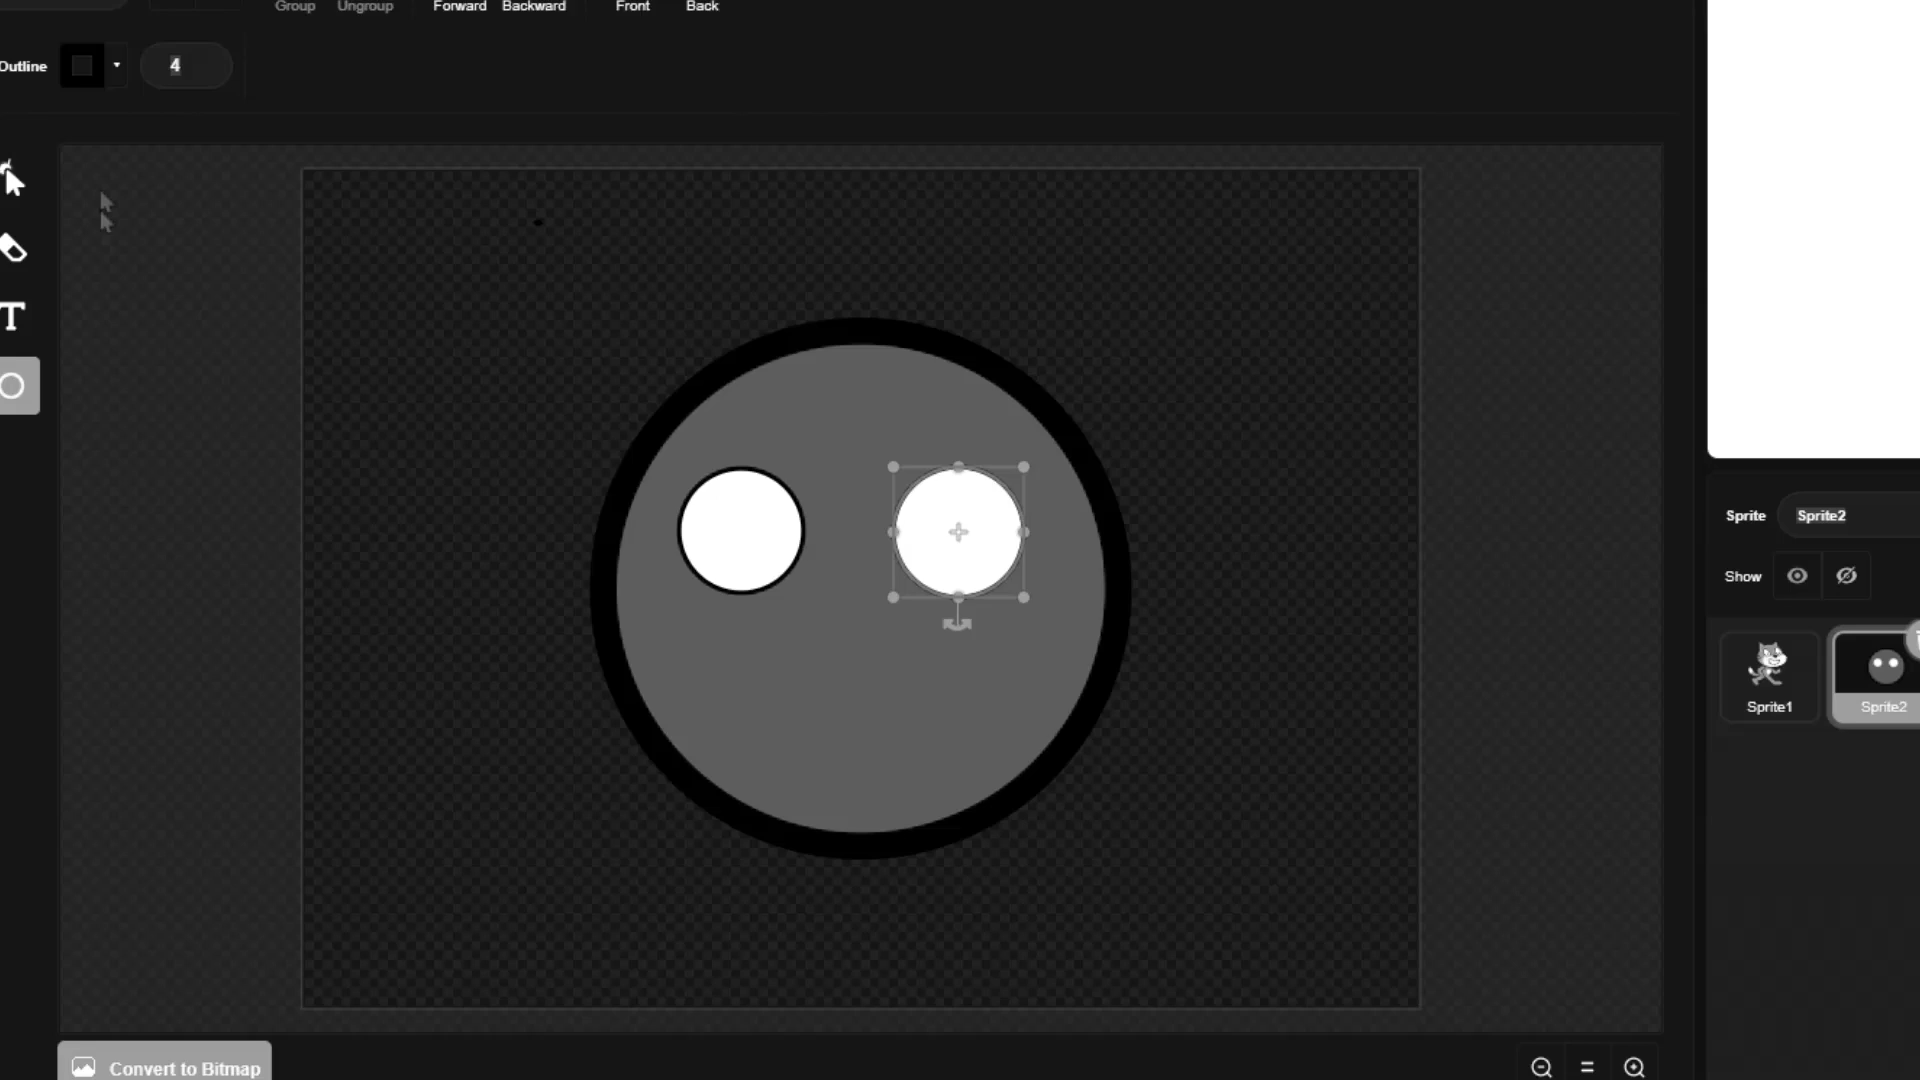 Group Ungroup Forward Backward Front Back
Outline 4
T
Sprite Sprite2
Show
Sprite1 Sprite2
Convert to Bitmap